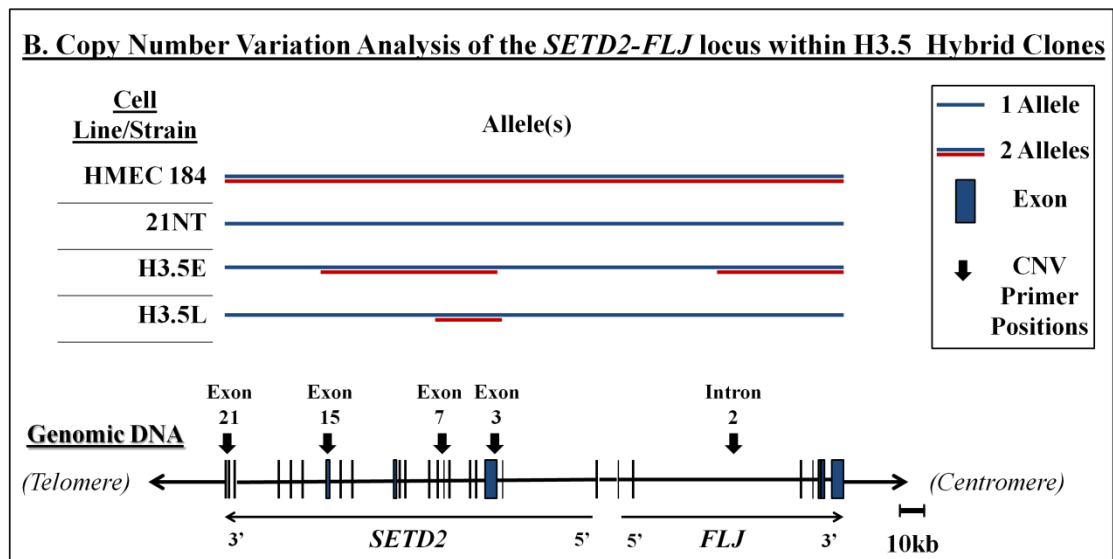 B. Copy Number Variation Analysis of the SETD2-FLJ locus within H3.5 Hybrid Clones
Cell
Line/Strain
Allele(s)
HMEC 184
21NT
H3.5E
H3.5L
1 Allele
2 Alleles
Exon
CNV
Primer
Positions
Exon
21
Exon
15
Exon
7
Exon
3
Intron
2
Genomic DNA
(Telomere)
(Centromere)
3’
SETD2
5’
5’
FLJ
3’
10kb